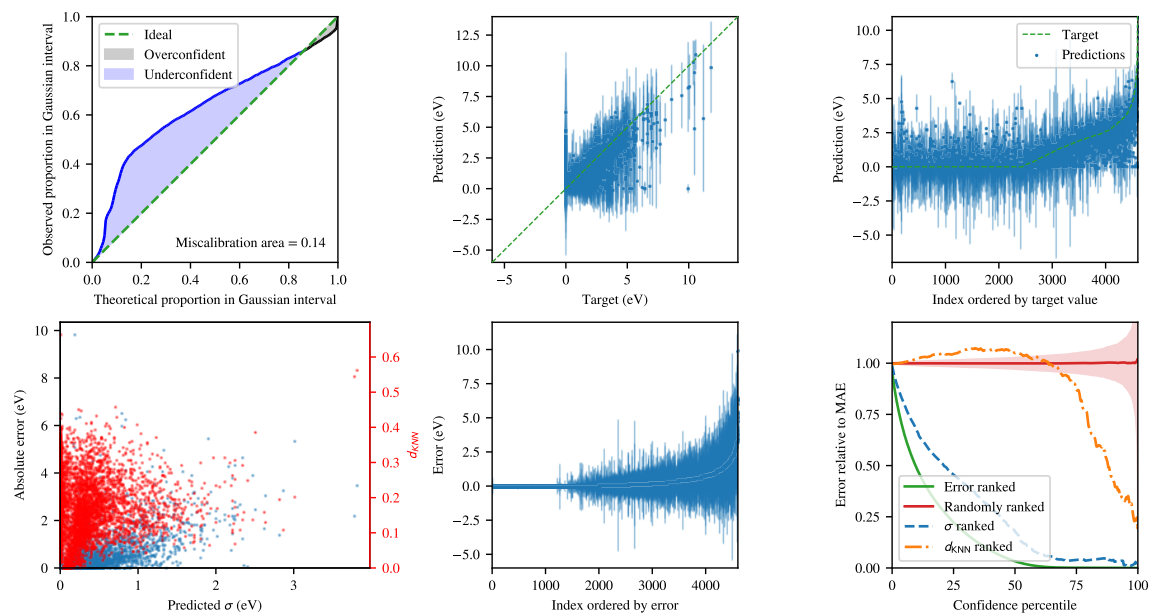 Observed proportion in Gaussian interval
1.0
0.8
0.6
0.4
0.2
0.0
Ideal
Overconfident
Underconfident
Miscalibration area = 0.14
0.0 0.2 0.4 0.6 0.8 1.0
Theoretical proportion in Gaussian interval
Prediction (eV)
12.5
10.0
7.5
5.0
2.5
0.0
−2.5
−5.0
−5 0 5 10
Target (eV)
Prediction (eV)
10.0
7.5
5.0
2.5
0.0
−2.5
−5.0
Target
Predictions
0 1000 2000 3000 4000
Index ordered by target value
Absolute error (eV)
10
8
6
4
2
0
0 1 2 3
Predicted σ (eV)
0.6
0.5
0.4
0.3
0.2
0.1
0.0
d_KNN
Error (eV)
10.0
7.5
5.0
2.5
0.0
−2.5
−5.0
0 1000 2000 3000 4000
Index ordered by error
Error relative to MAE
1.00
0.75
0.50
0.25
0.00
Error ranked
Randomly ranked
σ ranked
d_KNN ranked
0 25 50 75 100
Confidence percentile